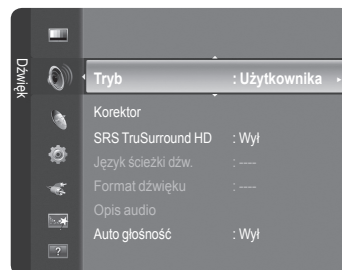 Dźwięk
Tryb : Użytkownika
Korektor
SRS TruSurround HD : Wył
Język ścieżki dźw. : ----
Format dźwięku : ----
Opis audio
Auto głośność : Wył
?